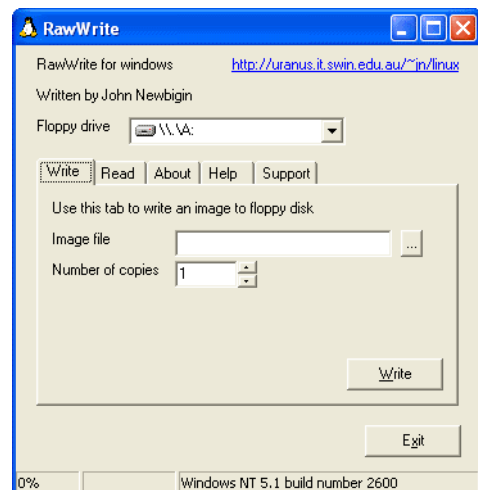 RawWrite
RawWrite for windows http://uranus.it.swin.edu.au/~jn/linux
Written by John Newbigin
Floppy drive \\.\A:
Write Read About Help Support
Use this tab to write an image to floppy disk
Image file ...
Number of copies 1
Write
Exit
0% Windows NT 5.1 build number 2600